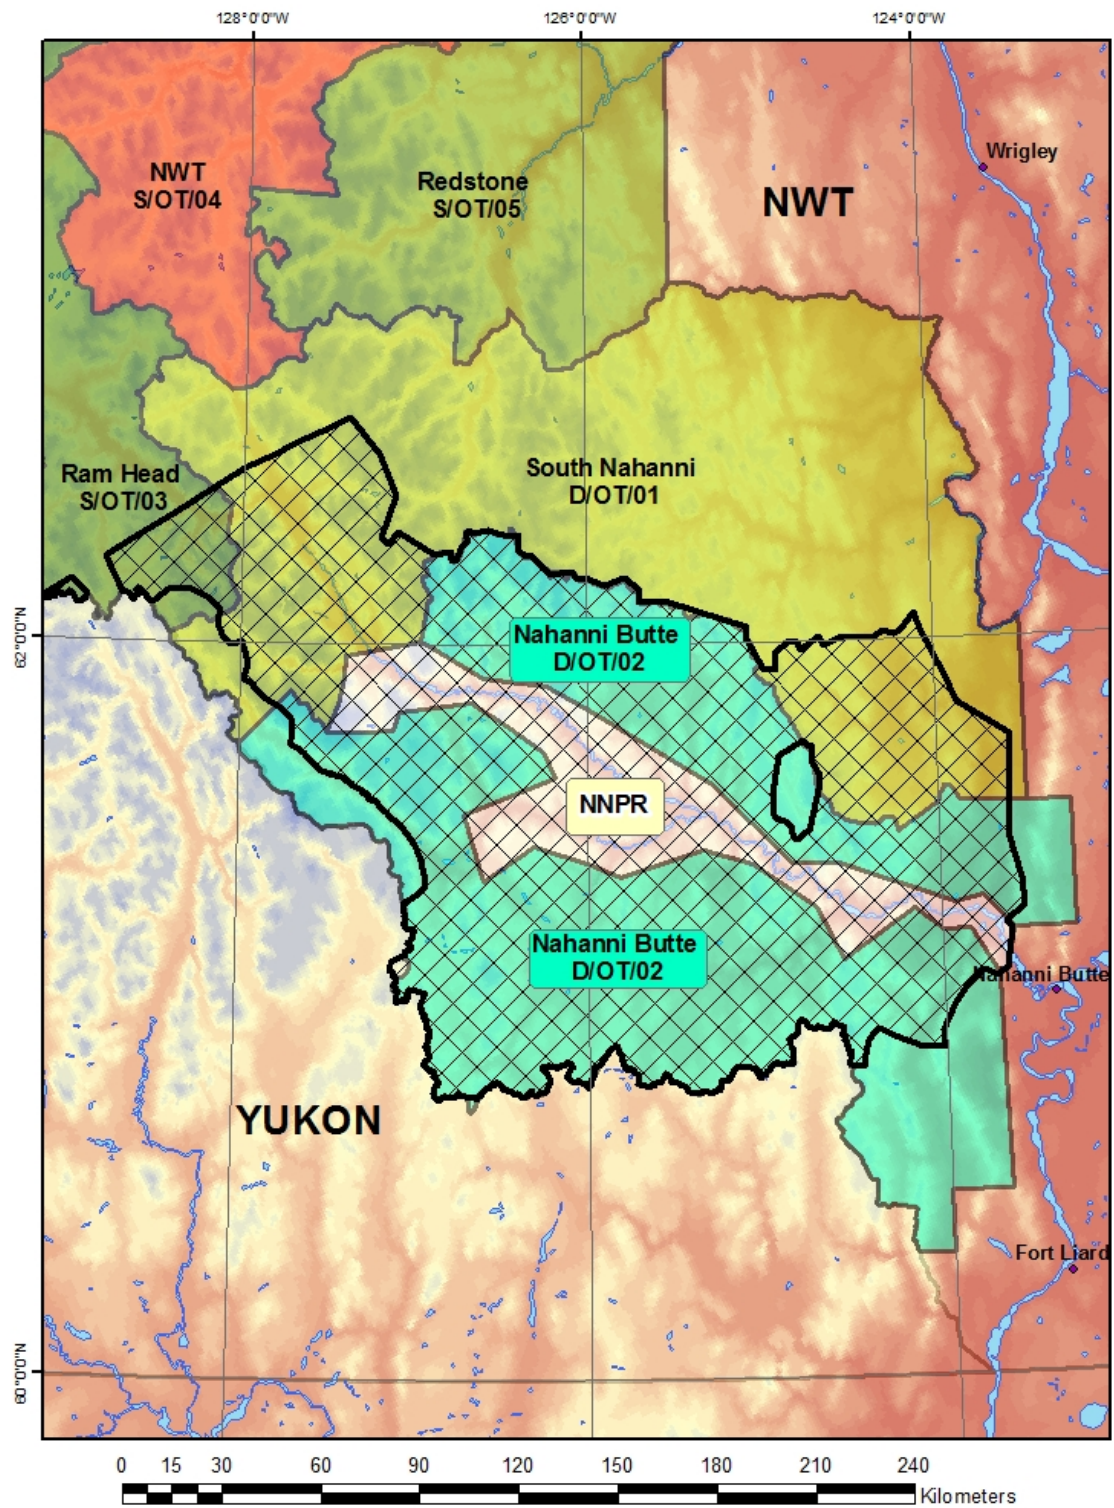 128°0'0"W
126°0'0"W
124°0'0"W
Wrigley
NWT
S/OT/04
Redstone
S/OT/05
NWT
Ram Head
S/OT/03
South Nahanni
D/OT/01
62°0'0"N
Nahanni Butte
D/OT/02
NNPR
Nahanni Butte
D/OT/02
Nahanni Butte
YUKON
Fort Liard
60°0'0"N
0 15 30 60 90 120 150 180 210 240
Kilometers